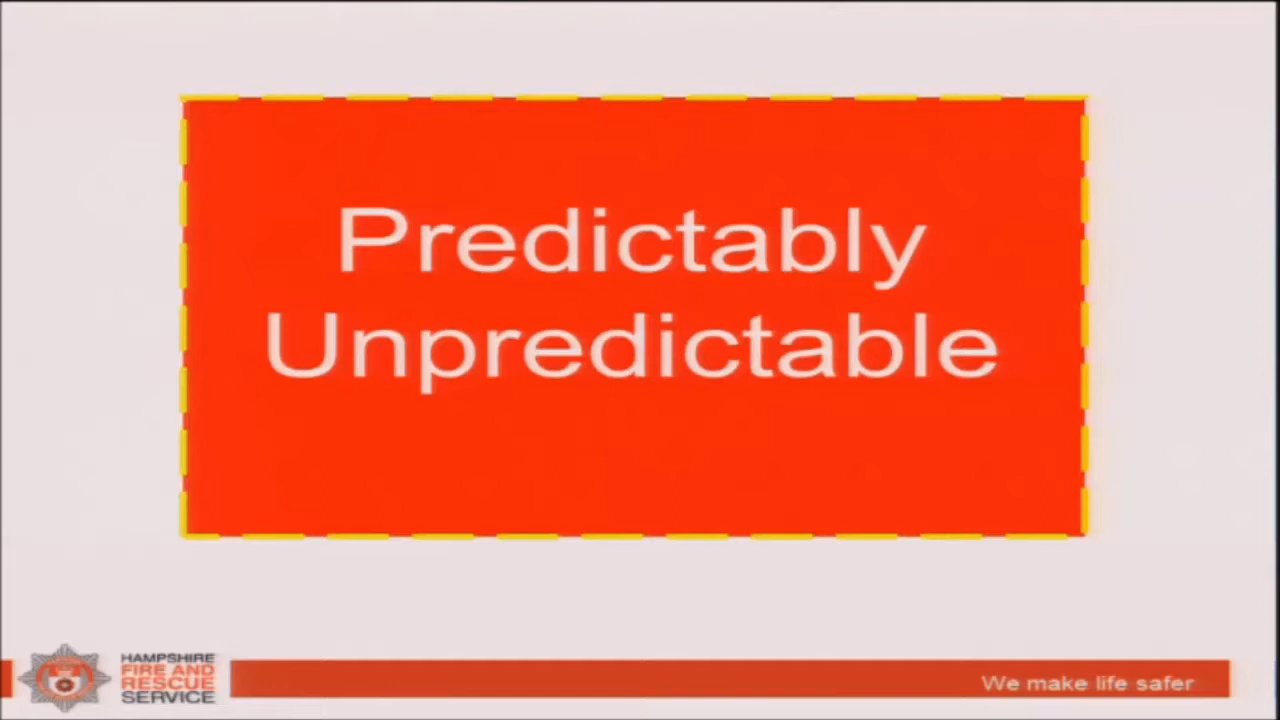 Predictably
Unpredictable
HAMPSHIRE
FIRE AND
RESCUE
SERVICE
We make life safer